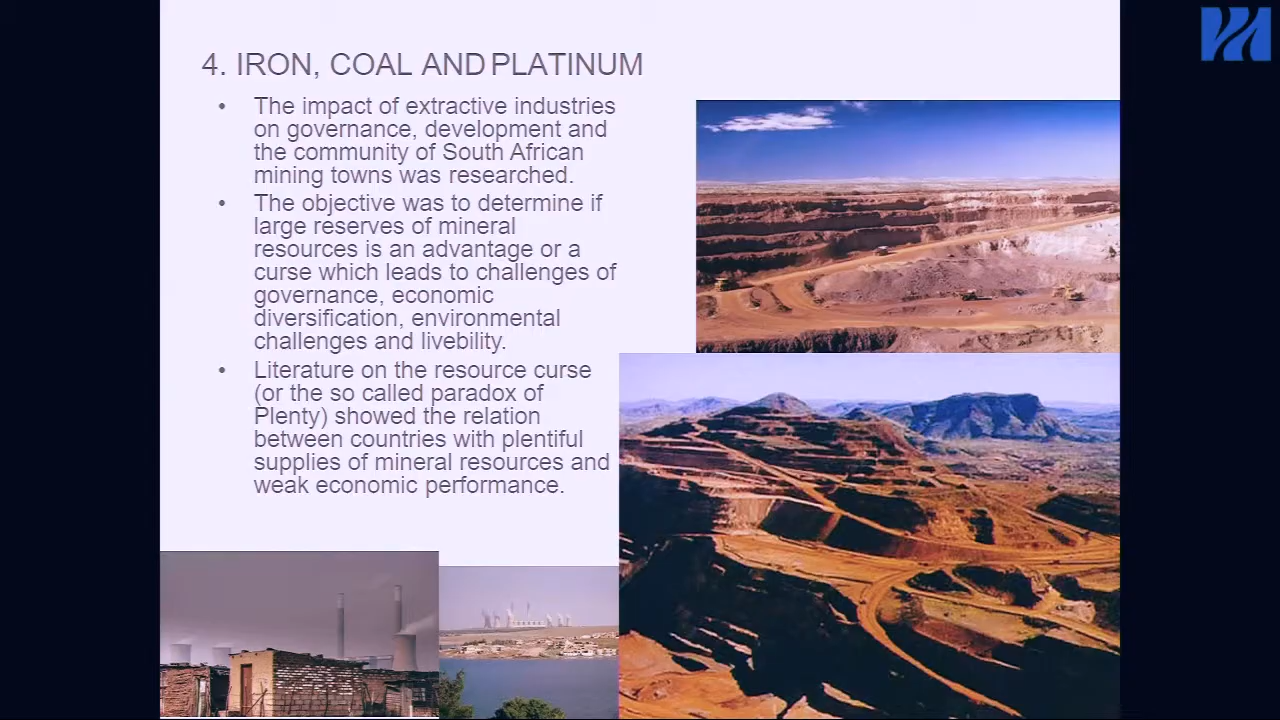 4. IRON, COAL AND PLATINUM
• The impact of extractive industries
on governance, development and
the community of South African
mining towns was researched.
• The objective was to determine if
large reserves of mineral
resources is an advantage or a
curse which leads to challenges of
governance, economic
diversification, environmental
challenges and livebility.
• Literature on the resource curse
(or the so called paradox of
Plenty) showed the relation
between countries with plentiful
supplies of mineral resources and
weak economic performance.